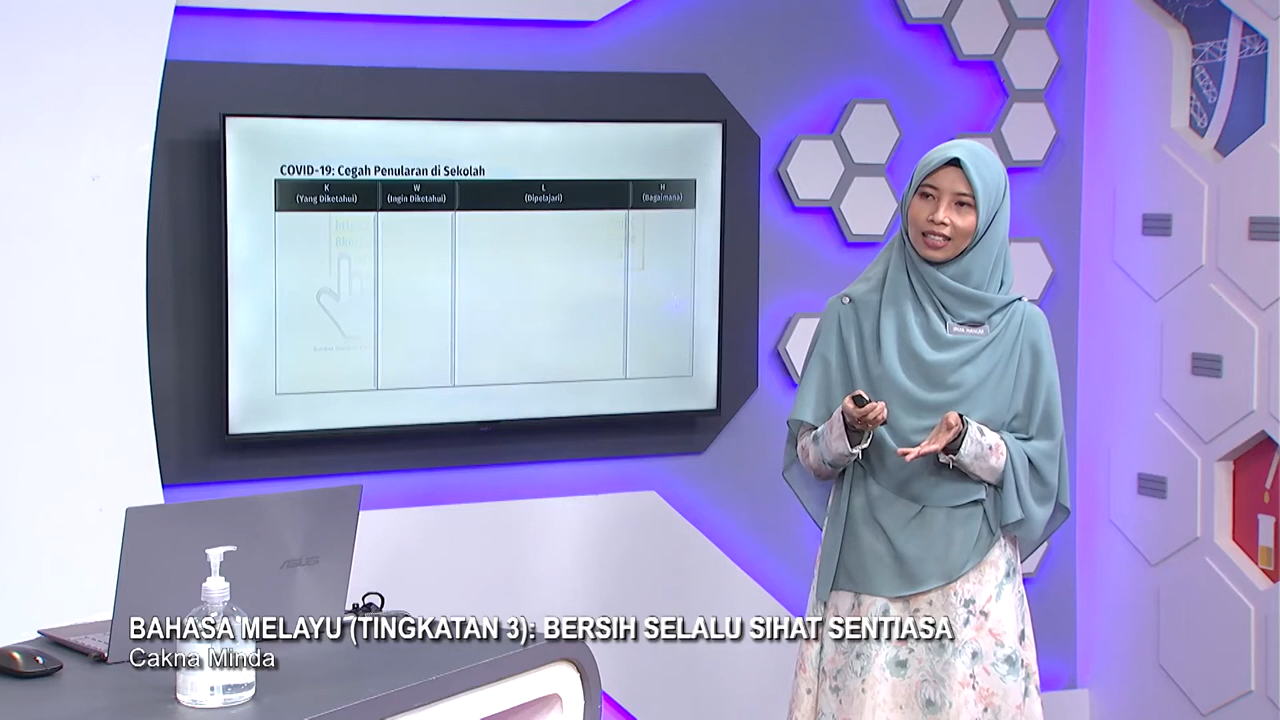 COVID-19: Cegah Penularan di Sekolah
K W L H
(Yang Diketahui) (Ingin Diketahui) (Dipelajari) (Bagaimana)
ASUS
BAHASA MELAYU (TINGKATAN 3): BERSIH SELALU SIHAT SENTIASA
Cakna Minda